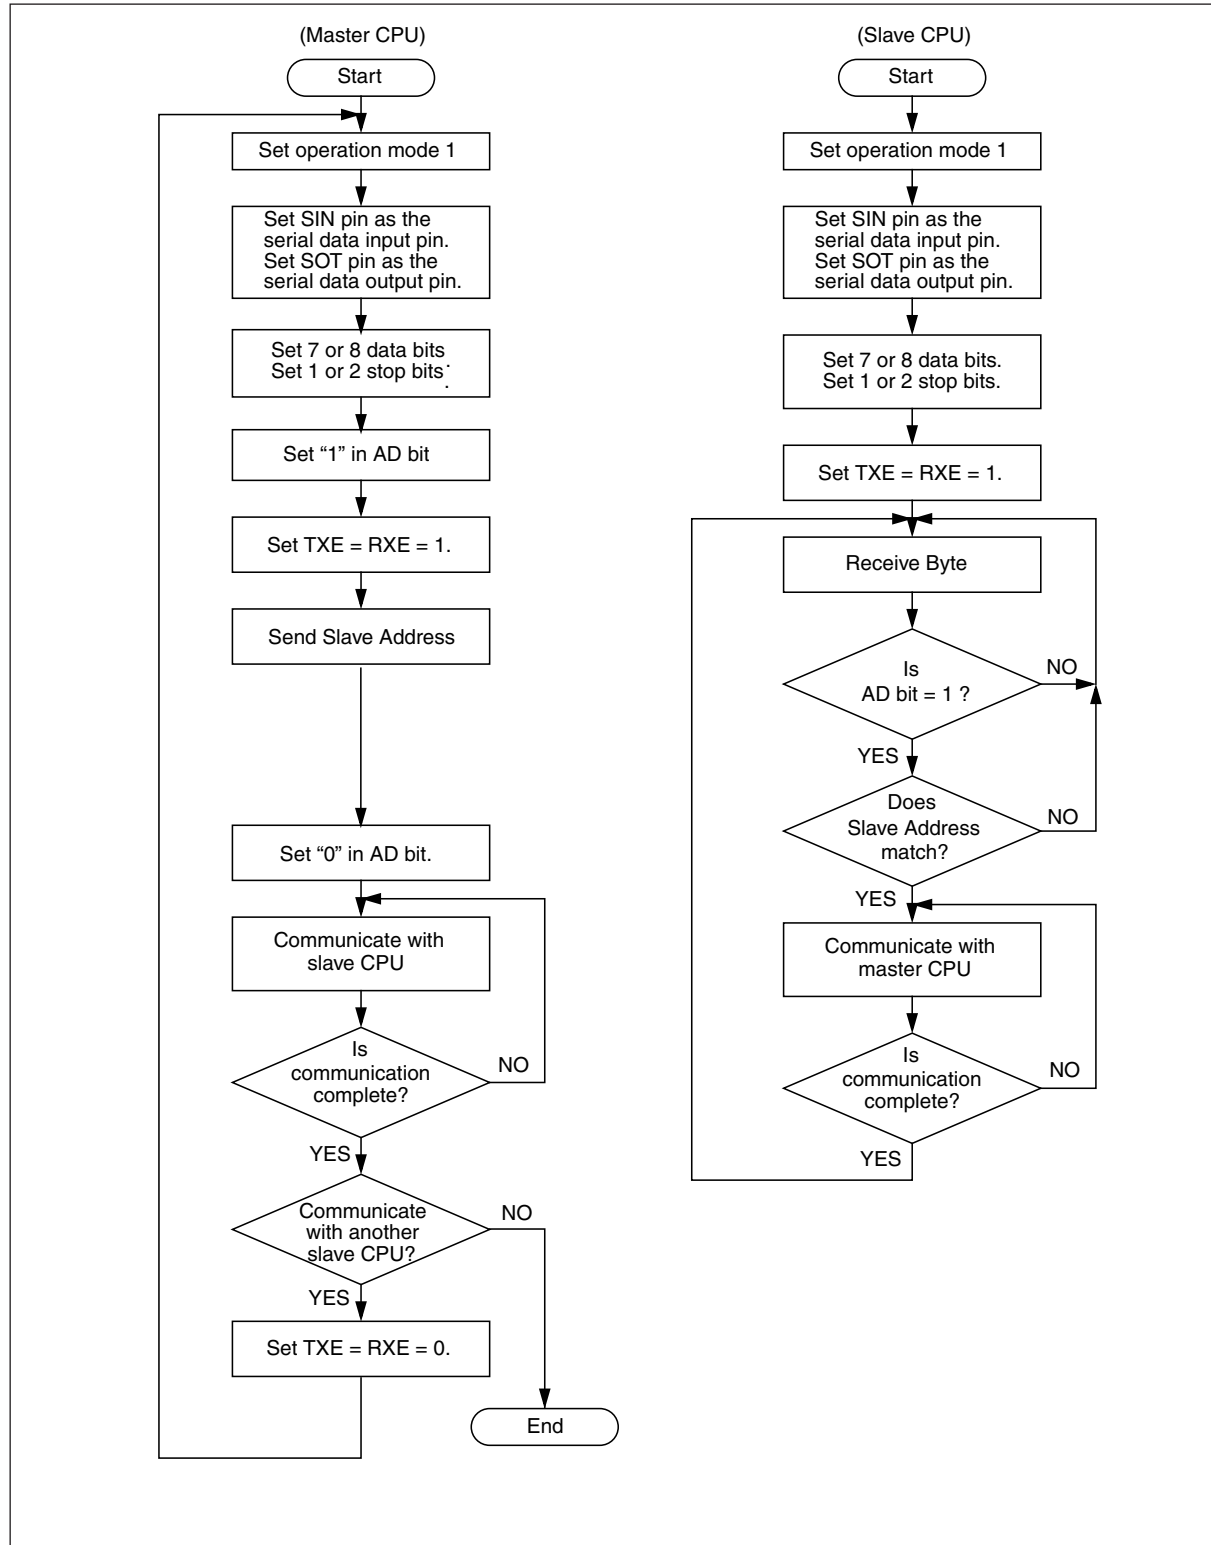 (Master CPU)
Start
Set operation mode 1
Set SIN pin as the
serial data input pin.
Set SOT pin as the
serial data output pin.
Set 7 or 8 data bits.
Set 1 or 2 stop bits.
Set “1” in AD bit
Set TXE = RXE = 1.
Send Slave Address
Set “0” in AD bit.
Communicate with
slave CPU
Is
communication
complete?
NO
YES
Communicate
with another
slave CPU?
NO
YES
Set TXE = RXE = 0.
End
(Slave CPU)
Start
Set operation mode 1
Set SIN pin as the
serial data input pin.
Set SOT pin as the
serial data output pin.
Set 7 or 8 data bits.
Set 1 or 2 stop bits.
Set TXE = RXE = 1.
Receive Byte
Is
AD bit = 1 ?
NO
YES
Does
Slave Address
match?
NO
YES
Communicate with
master CPU
Is
communication
complete?
NO
YES